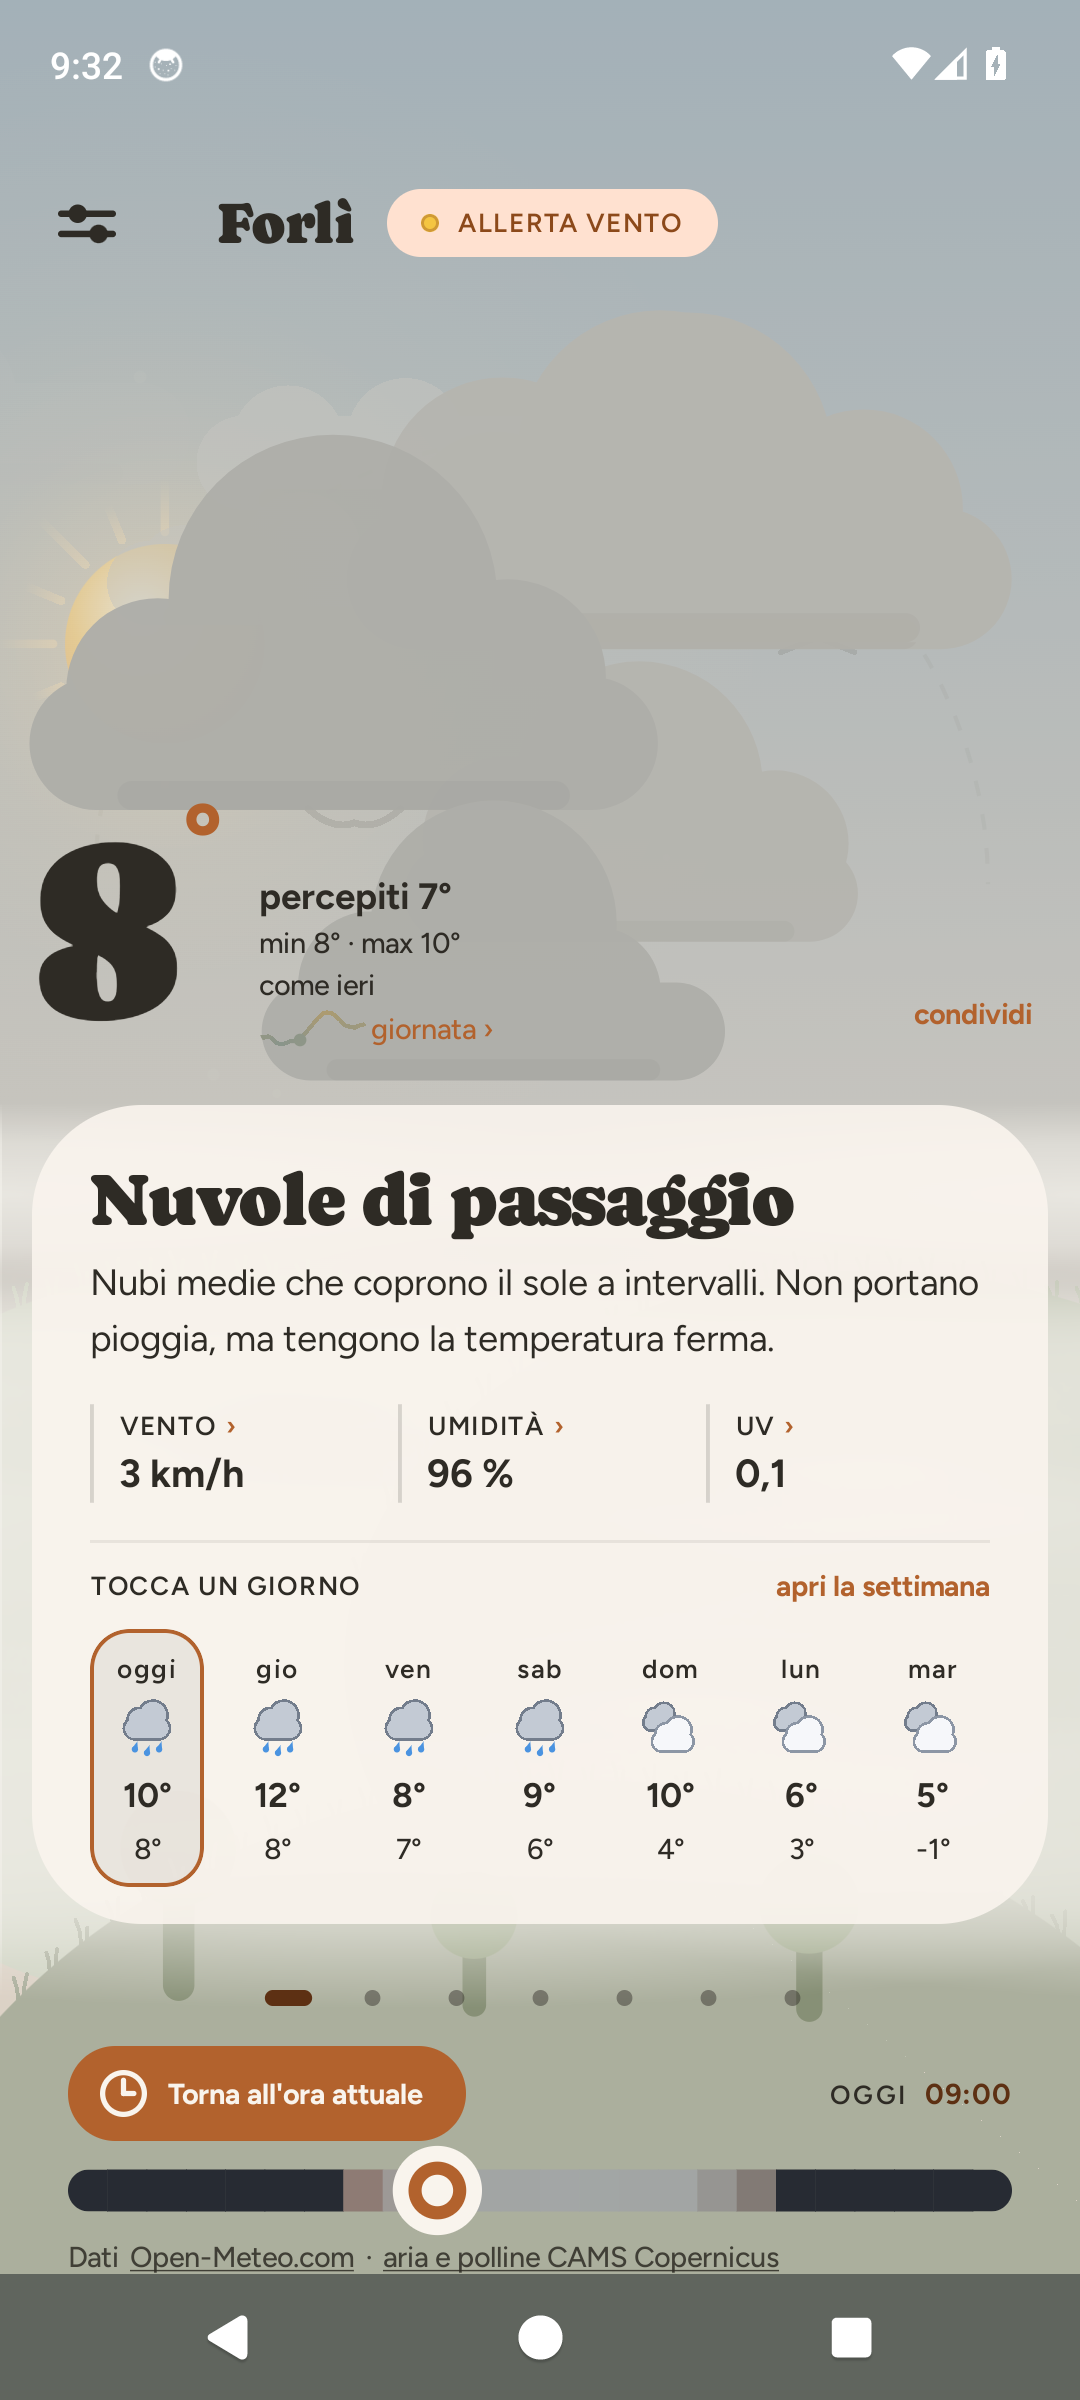 9:32
Forlì
ALLERTA VENTO
8°
percepiti 7°
min 8° · max 10°
come ieri
giornata ›
condividi
Nuvole di passaggio
Nubi medie che coprono il sole a intervalli. Non portano
pioggia, ma tengono la temperatura ferma.
VENTO › UMIDITÀ › UV ›
3 km/h 96 % 0,1
TOCCA UN GIORNO apri la settimana
oggi gio ven sab dom lun mar
10° 12° 8° 9° 10° 6° 5°
8° 8° 7° 6° 4° 3° -1°
Torna all'ora attuale OGGI 09:00
Dati Open-Meteo.com · aria e polline CAMS Copernicus